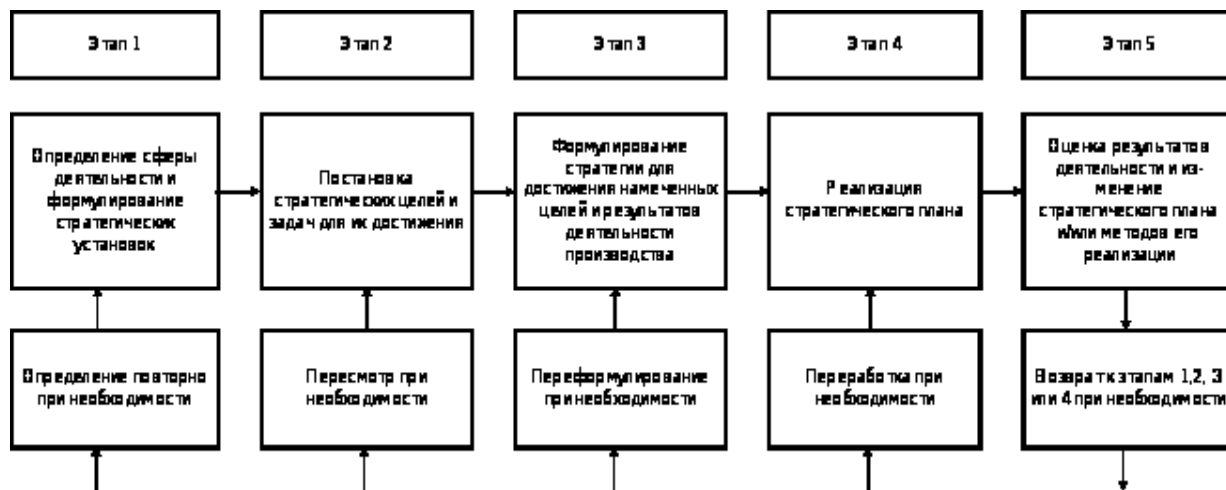 Этап 1
Этап 2
Этап 3
Этап 4
Этап 5
Определение сферы
деятельности и
формулирование
стратегических
установок
Постановка
стратегических целей и
задач для их достижения
Формулирование
стратегии для
достижения намеченных
целей и результатов
деятельности
производства
Реализация
стратегического плана
Оценка результатов
деятельности и из-
менение
стратегического плана
и/или методов его
реализации
Определение повторно
при необходимости
Пересмотр при
необходимости
Переформулирование
при необходимости
Переработка при
необходимости
Возврат к этапам 1,2, 3
или 4 при необходимости